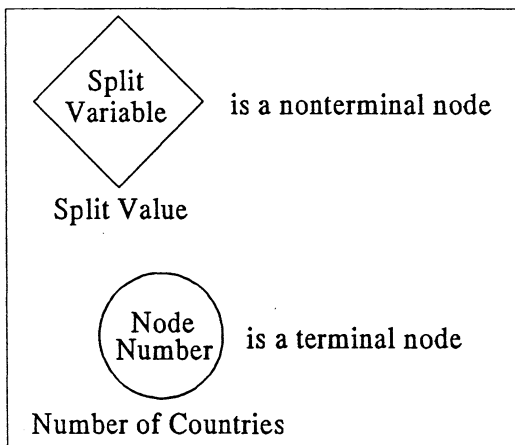 Split
Variable
is a nonterminal node
Split Value
Node
Number
is a terminal node
Number of Countries